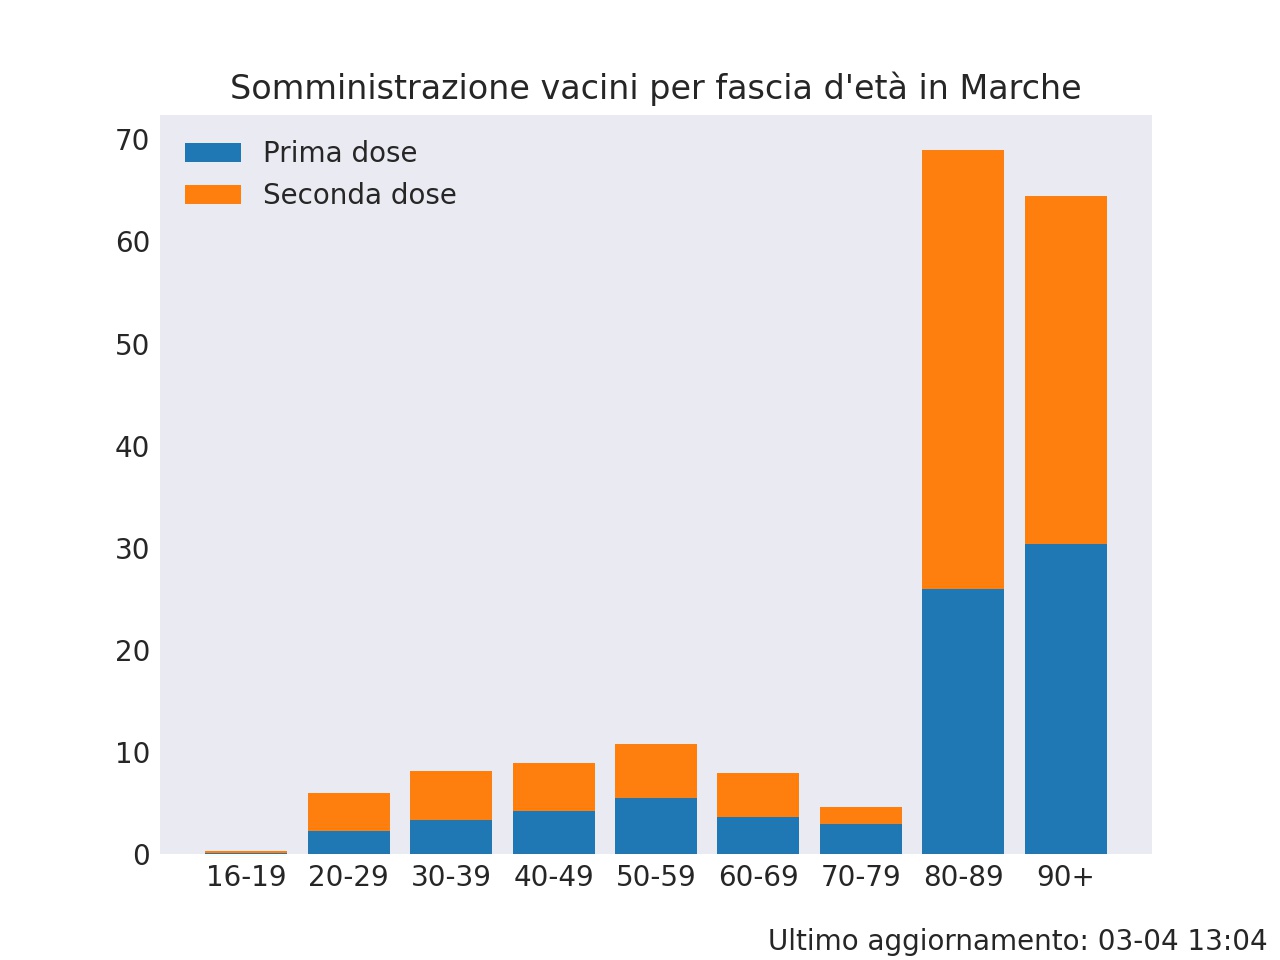 Somministrazione vacini per fascia d'età in Marche
Prima dose
Seconda dose
70
60
50
40
30
20
10
0
16-19 20-29 30-39 40-49 50-59 60-69 70-79 80-89 90+
Ultimo aggiornamento: 03-04 13:04